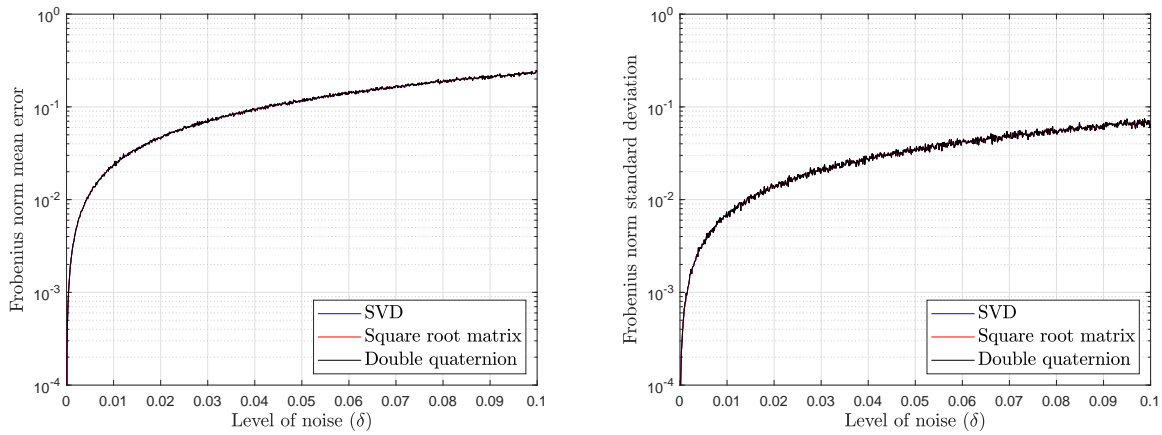 Frobenius norm mean error
10^0
10^-1
10^-2
10^-3
10^-4
SVD
Square root matrix
Double quaternion
0 0.01 0.02 0.03 0.04 0.05 0.06 0.07 0.08 0.09 0.1
Level of noise (δ)
Frobenius norm standard deviation
10^0
10^-1
10^-2
10^-3
10^-4
SVD
Square root matrix
Double quaternion
0 0.01 0.02 0.03 0.04 0.05 0.06 0.07 0.08 0.09 0.1
Level of noise (δ)